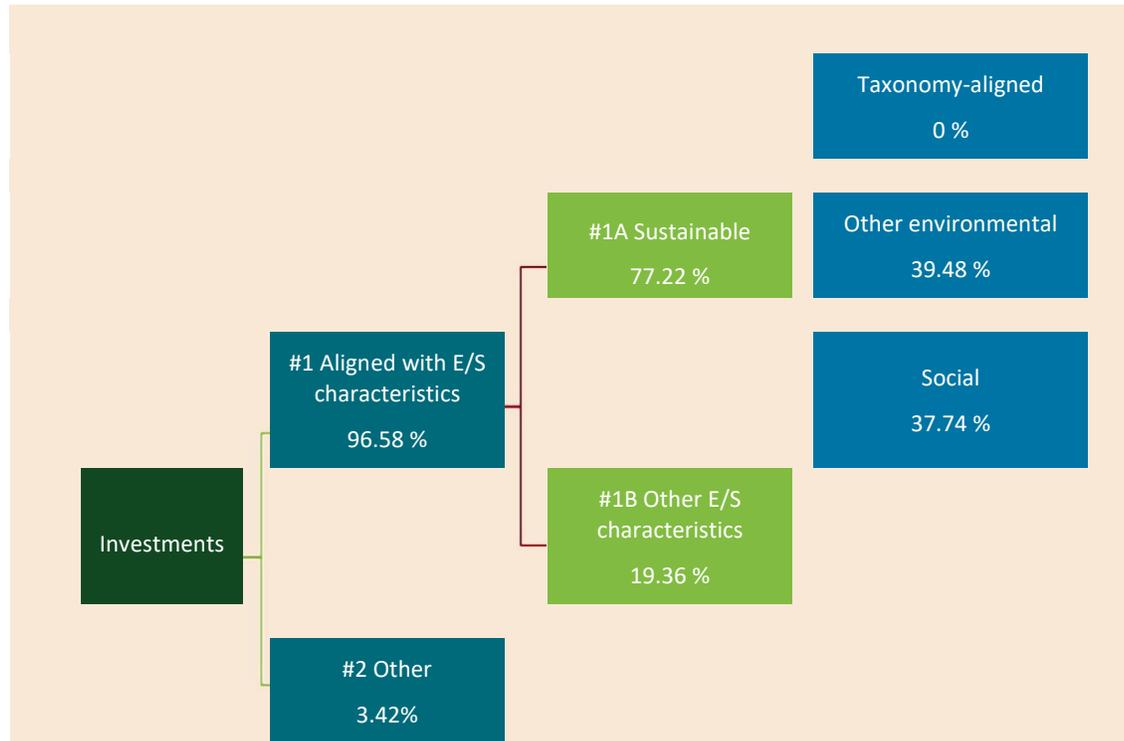 Taxonomy-aligned
0 %
#1A Sustainable
77.22 %
Other environmental
39.48 %
#1 Aligned with E/S
characteristics
96.58 %
Social
37.74 %
Investments
#1B Other E/S
characteristics
19.36 %
#2 Other
3.42%